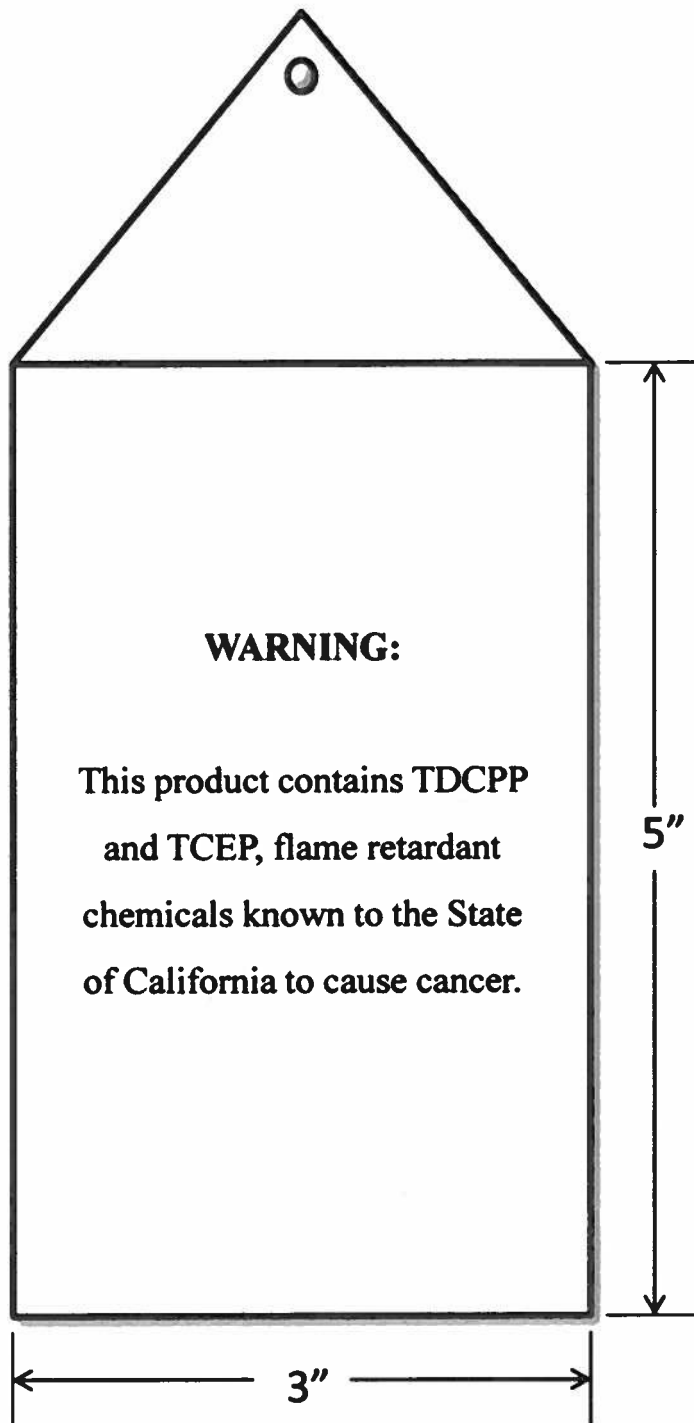 WARNING:
This product contains TDCPP
and TCEP, flame retardant
chemicals known to the State
of California to cause cancer.
5"
3"